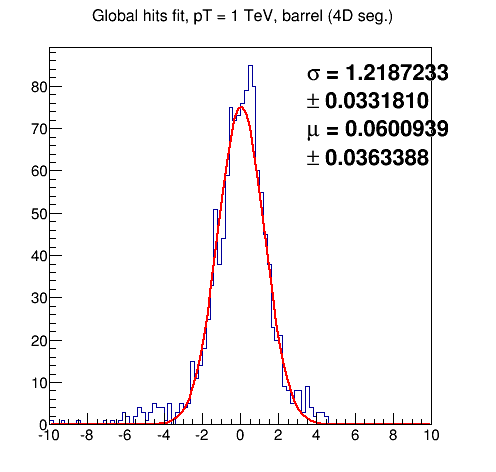 Global hits fit, pT = 1 TeV, barrel (4D seg.)
σ = 1.2187233
± 0.0331810
μ = 0.0600939
± 0.0363388
80
70
60
50
40
30
20
10
0
-10 -8 -6 -4 -2 0 2 4 6 8 10